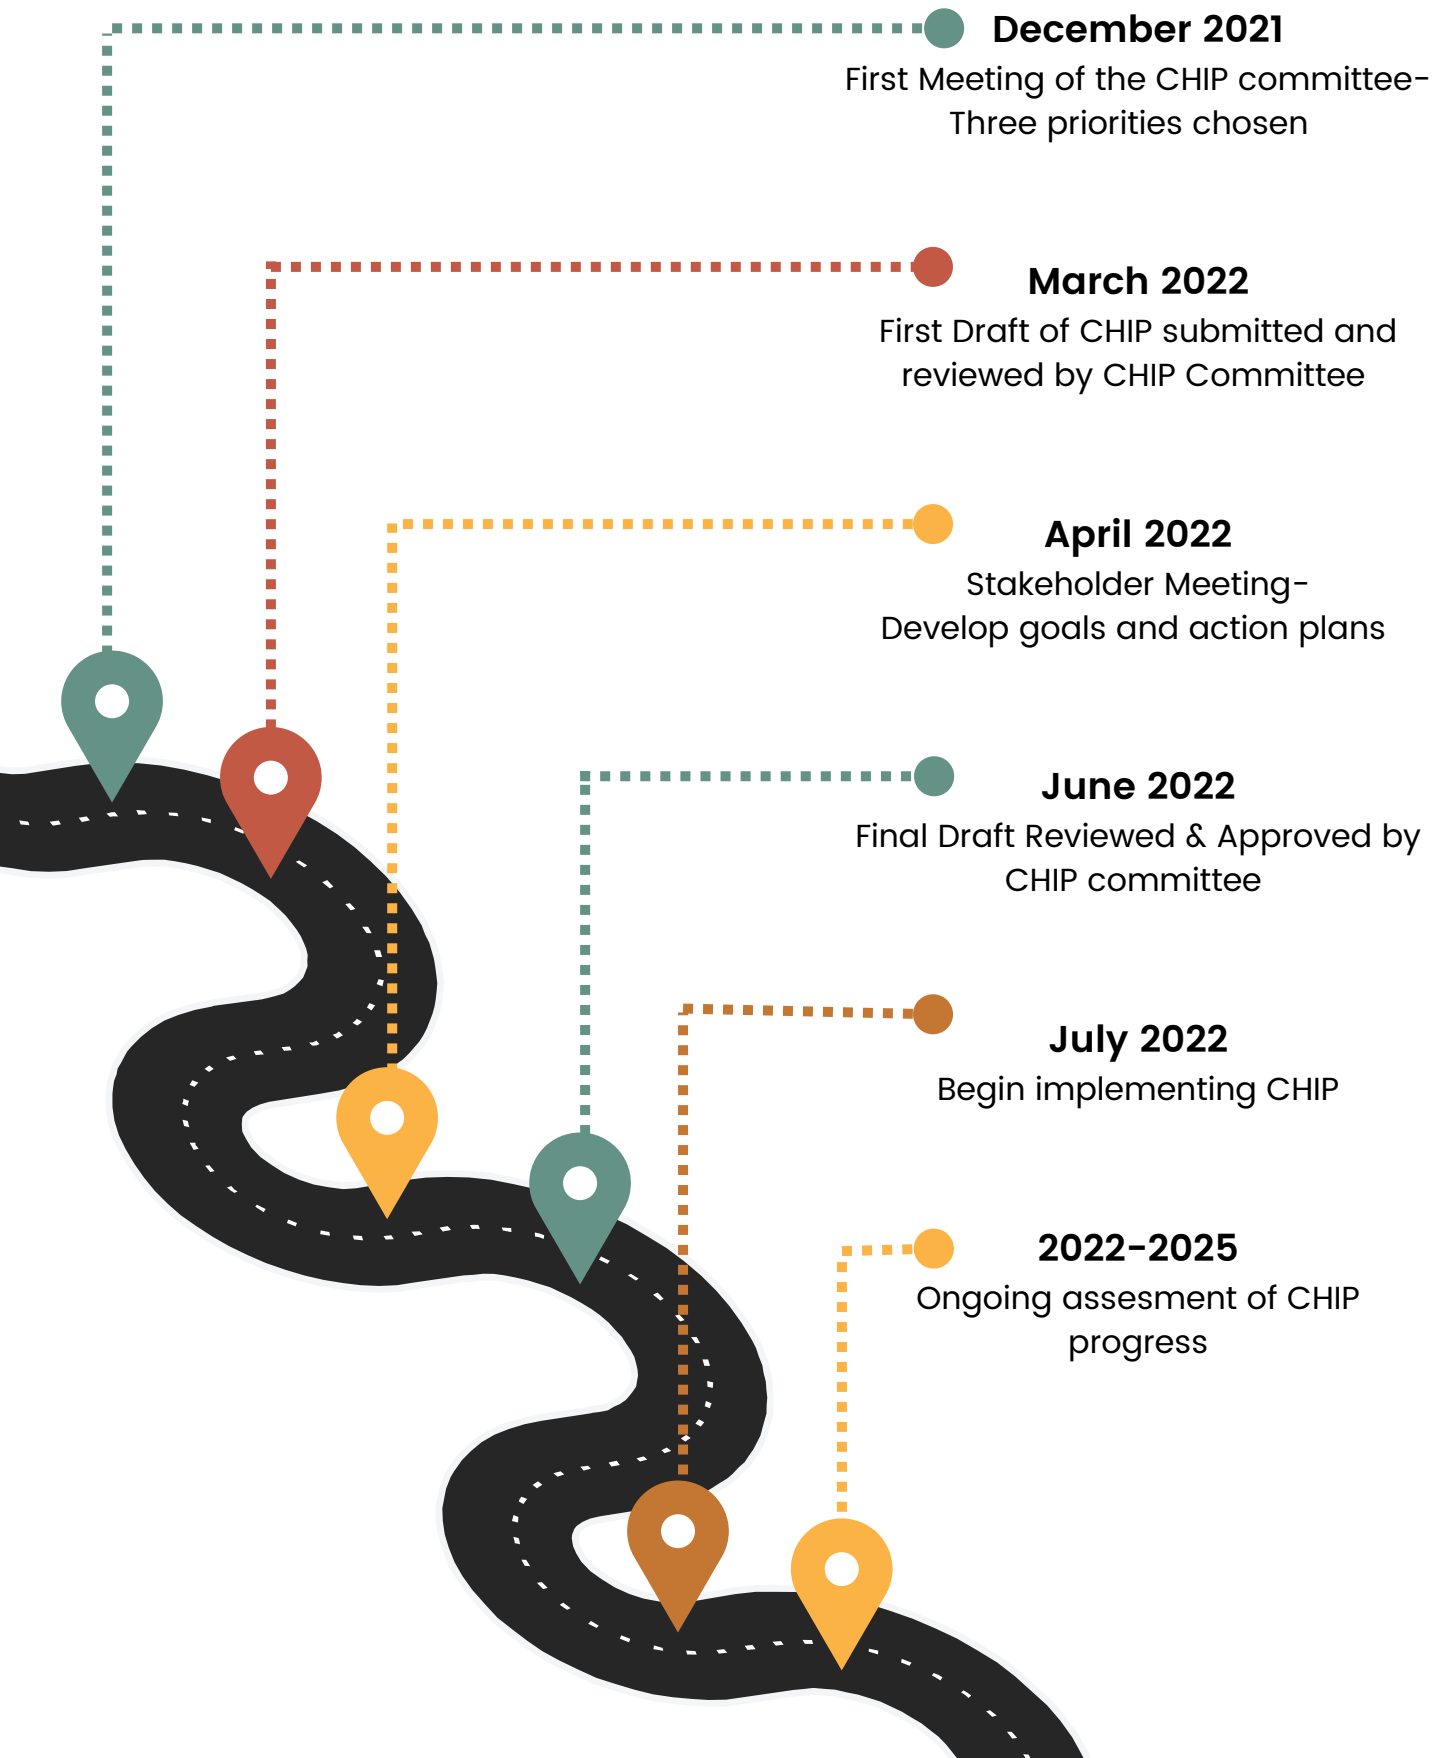 December 2021
First Meeting of the CHIP committee-
Three priorities chosen
March 2022
First Draft of CHIP submitted and
reviewed by CHIP Committee
April 2022
Stakeholder Meeting-
Develop goals and action plans
June 2022
Final Draft Reviewed & Approved by
CHIP committee
July 2022
Begin implementing CHIP
2022-2025
Ongoing assesment of CHIP
progress